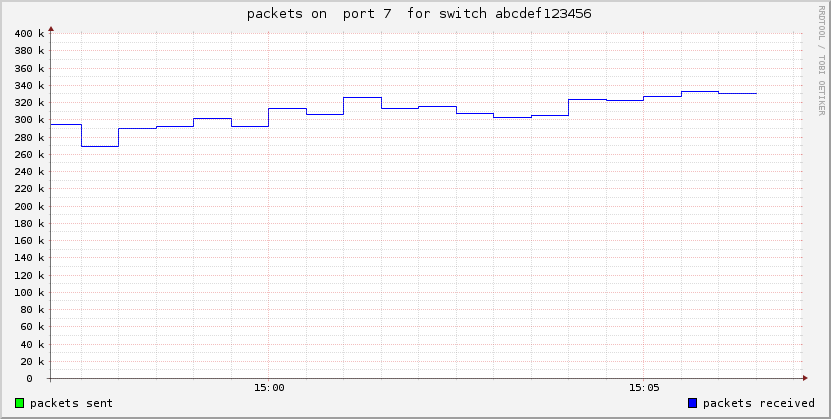 packets on  port 7  for switch abcdef123456
RRDTOOL / TOBI OETIKER
400 k
380 k
360 k
340 k
320 k
300 k
280 k
260 k
240 k
220 k
200 k
180 k
160 k
140 k
120 k
100 k
80 k
60 k
40 k
20 k
0
15:00 15:05
packets sent packets received